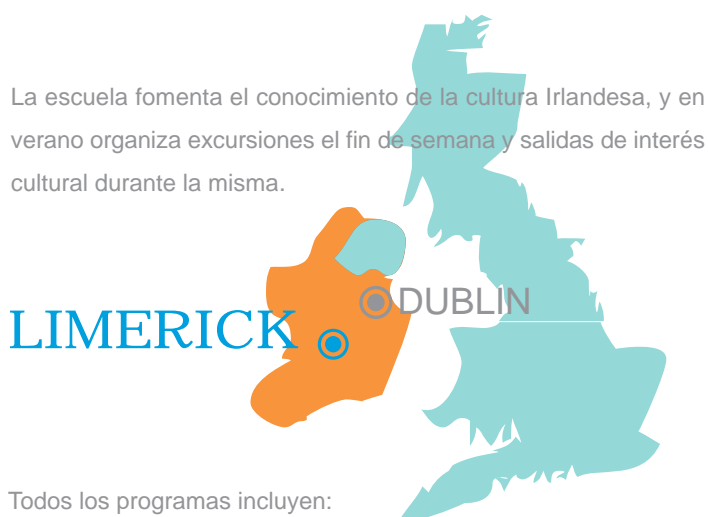 La escuela fomenta el conocimiento de la cultura Irlandesa, y en
verano organiza excursiones el fin de semana y salidas de interés
cultural durante la misma.
DUBLIN
LIMERICK
Todos los programas incluyen: